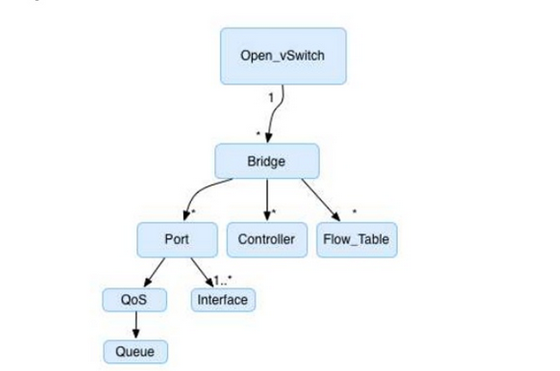 Open_vSwitch
1
*
Bridge
*
*
*
Port
Controller
Flow_Table
1..*
QoS
Interface
Queue